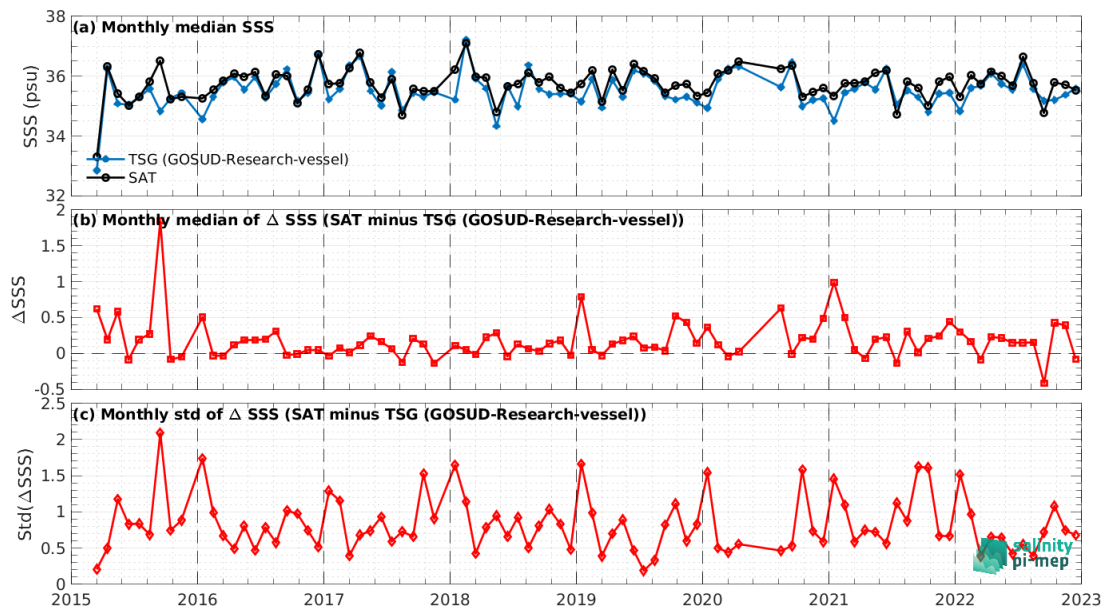 (a) Monthly median SSS
38
36
34
32
SSS (psu)
TSG (GOSUD-Research-vessel)
SAT
(b) Monthly median of Δ SSS (SAT minus TSG (GOSUD-Research-vessel))
2
1.5
1
0.5
0
-0.5
ΔSSS
(c) Monthly std of Δ SSS (SAT minus TSG (GOSUD-Research-vessel))
2.5
2
1.5
1
0.5
0
Std(ΔSSS)
salinity
pi-mep
2015 2016 2017 2018 2019 2020 2021 2022 2023